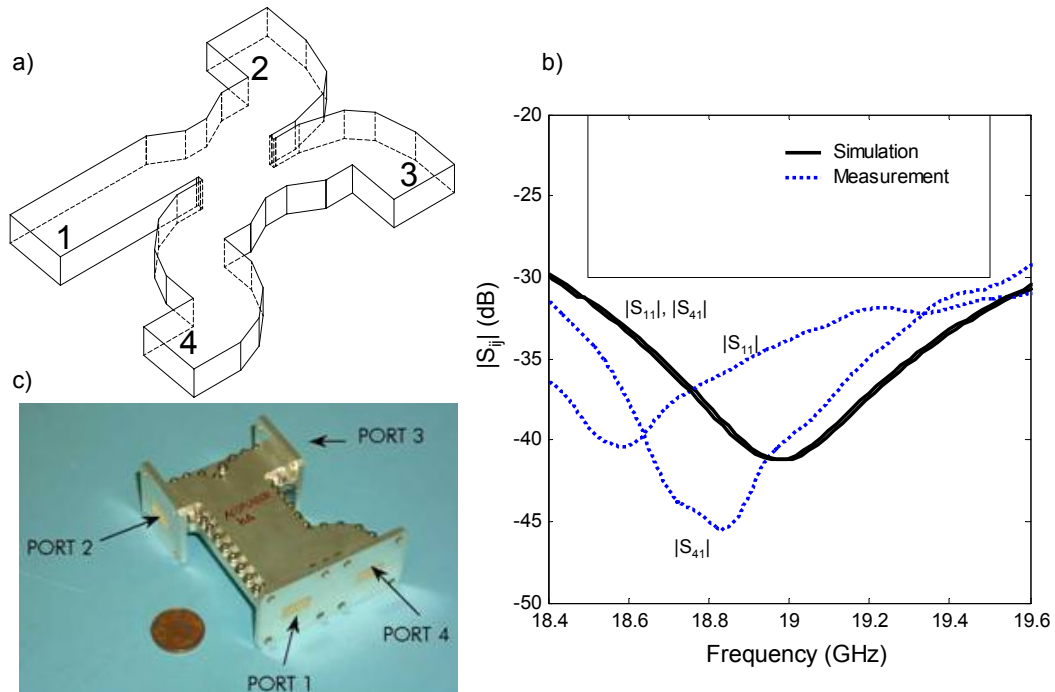 a)
2
3
1
4
b)
-20
-25
-30
-35
-40
-45
-50
|S_ij| (dB)
Simulation
Measurement
|S₁₁|, |S₄₁|
|S₁₁|
|S₄₁|
18.4 18.6 18.8 19 19.2 19.4 19.6
Frequency (GHz)
c)
PORT 3
PORT 2
PORT 4
PORT 1